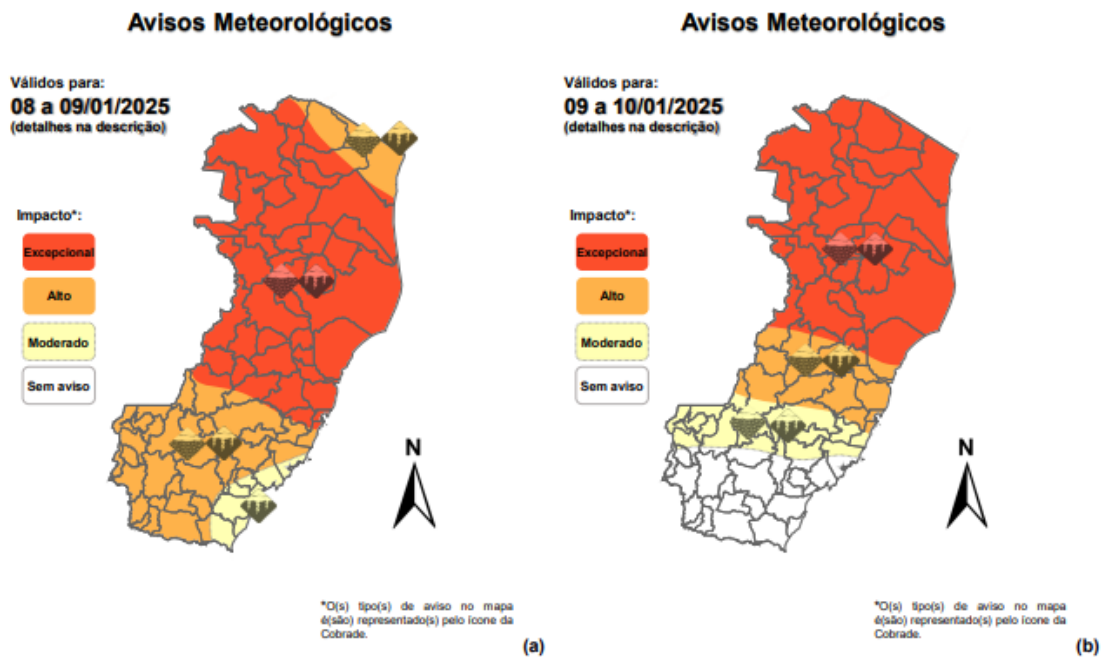 Avisos Meteorológicos
Válidos para:
08 a 09/01/2025
(detalhes na descrição)
Impacto*:
Excepcional
Alto
Moderado
Sem aviso
N
*O(s) tipo(s) de aviso no mapa
é(são) representado(s) pelo ícone da
Cobrade.
(a)
Avisos Meteorológicos
Válidos para:
09 a 10/01/2025
(detalhes na descrição)
Impacto*:
Excepcional
Alto
Moderado
Sem aviso
N
*O(s) tipo(s) de aviso no mapa
é(são) representado(s) pelo ícone da
Cobrade.
(b)